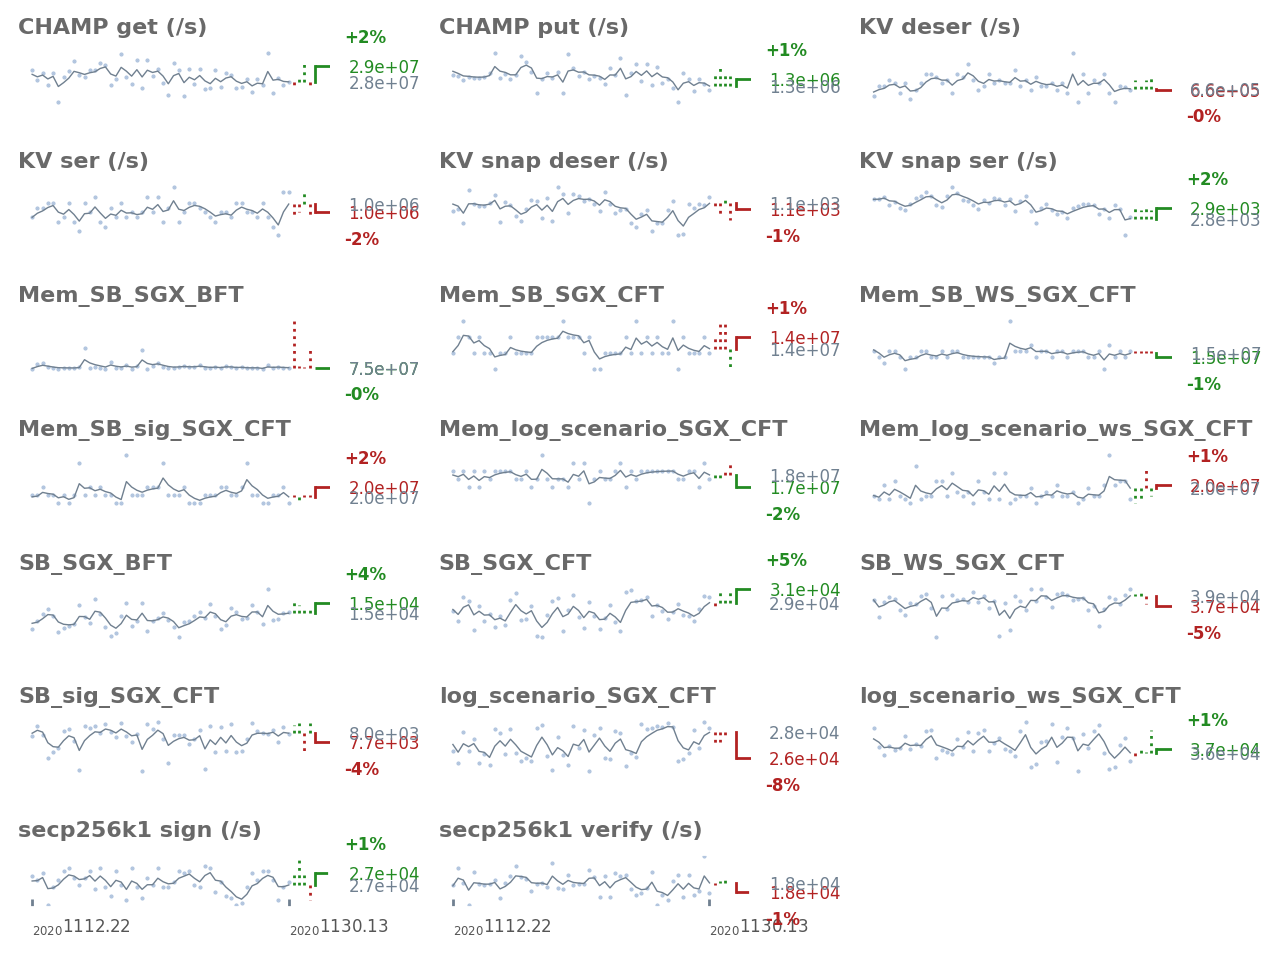 CHAMP get (/s)
+2%
2.9e+07
2.8e+07
CHAMP put (/s)
+1%
1.3e+06
1.3e+06
KV deser (/s)
6.6e+05
6.6e+05
-0%
KV ser (/s)
1.0e+06
1.0e+06
-2%
KV snap deser (/s)
1.1e+03
1.1e+03
-1%
KV snap ser (/s)
+2%
2.9e+03
2.8e+03
Mem_SB_SGX_BFT
7.5e+07
-0%
Mem_SB_SGX_CFT
+1%
1.4e+07
1.4e+07
Mem_SB_WS_SGX_CFT
1.5e+07
1.5e+07
-1%
Mem_SB_sig_SGX_CFT
+2%
2.0e+07
2.0e+07
Mem_log_scenario_SGX_CFT
1.8e+07
1.7e+07
-2%
Mem_log_scenario_ws_SGX_CFT
+1%
2.0e+07
2.0e+07
SB_SGX_BFT
+4%
1.5e+04
1.5e+04
SB_SGX_CFT
+5%
3.1e+04
2.9e+04
SB_WS_SGX_CFT
3.9e+04
3.7e+04
-5%
SB_sig_SGX_CFT
8.0e+03
7.7e+03
-4%
log_scenario_SGX_CFT
2.8e+04
2.6e+04
-8%
log_scenario_ws_SGX_CFT
+1%
3.7e+04
3.6e+04
secp256k1 sign (/s)
+1%
2.7e+04
2.7e+04
secp256k1 verify (/s)
1.8e+04
1.8e+04
-1%
2020 1112.22
2020 1130.13
2020 1112.22
2020 1130.13